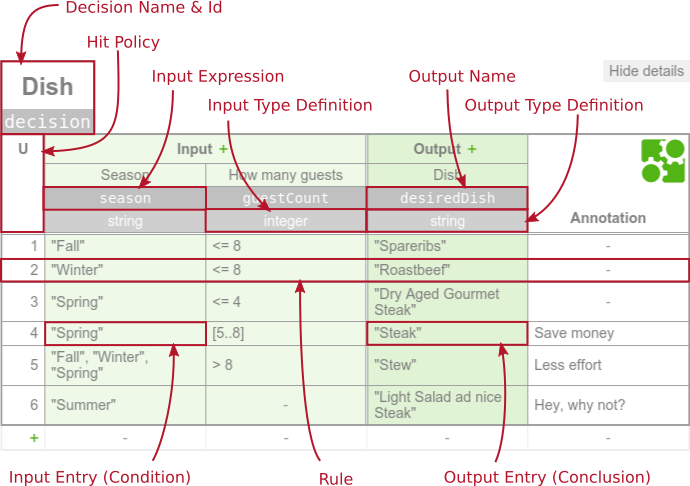 Decision Name & Id
Hit Policy
Input Expression
Output Name
Hide details
Dish
Input Type Definition
Output Type Definition
decision
U
Input +
Output +
Season
How many guests
Dish
season
guestCount
desiredDish
string
integer
string
Annotation
1 "Fall" <= 8 "Spareribs" -
2 "Winter" <= 8 "Roastbeef" -
3 "Spring" <= 4 "Dry Aged Gourmet
Steak" -
4 "Spring" [5..8] "Steak" Save money
5 "Fall", "Winter",
"Spring" > 8 "Stew" Less effort
6 "Summer" - "Light Salad ad nice
Steak" Hey, why not?
+ - - - -
Input Entry (Condition)
Rule
Output Entry (Conclusion)